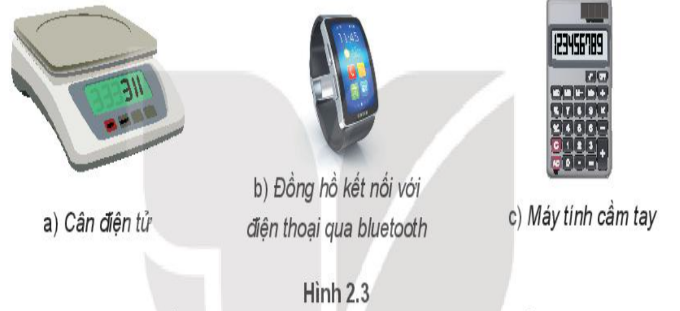 11:45
123456789
a) Cân điện tử
b) Đồng hồ kết nối với
điện thoại qua bluetooth
c) Máy tính cầm tay
Hình 2.3